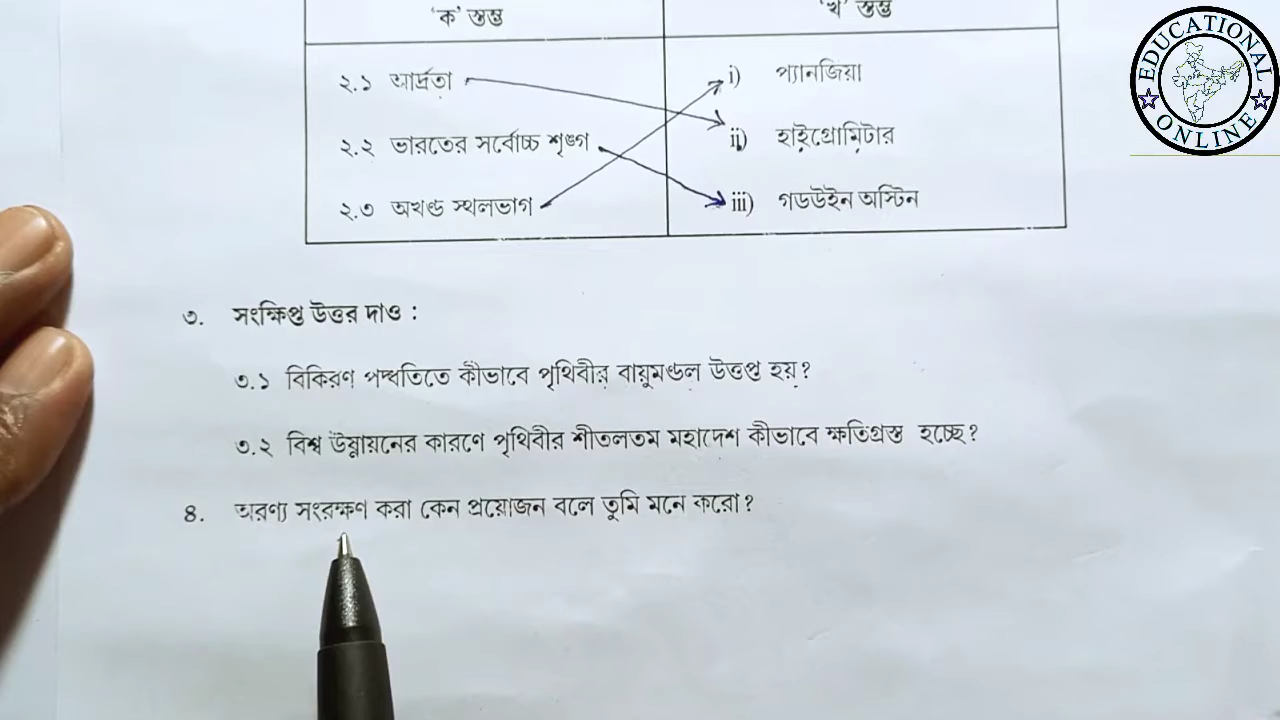 ‘ক’ স্তম্ভ
‘খ’ স্তম্ভ
২.১ আর্দ্রতা
i) প্যানজিয়া
২.২ ভারতের সর্বোচ্চ শৃঙ্গ
ii) হাইগ্রোমিটার
২.৩ অখণ্ড স্থলভাগ
iii) গডউইন অস্টিন
৩. সংক্ষিপ্ত উত্তর দাও :
৩.১ বিকিরণ পদ্ধতিতে কীভাবে পৃথিবীর বায়ুমণ্ডল উত্তপ্ত হয়?
৩.২ বিশ্ব উষ্ণায়নের কারণে পৃথিবীর শীতলতম মহাদেশ কীভাবে ক্ষতিগ্রস্ত হচ্ছে?
৪. অরণ্য সংরক্ষণ করা কেন প্রয়োজন বলে তুমি মনে করো?
EDUCATIONAL
ONLINE